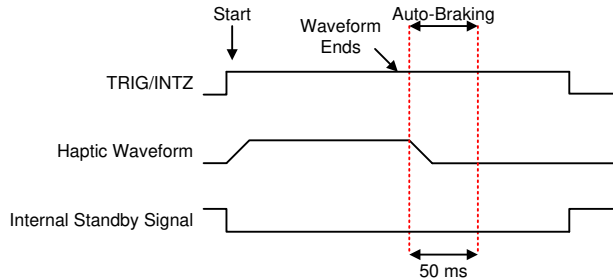 Start
Waveform
Ends
Auto-Braking
TRIG/INTZ
Haptic Waveform
Internal Standby Signal
50 ms